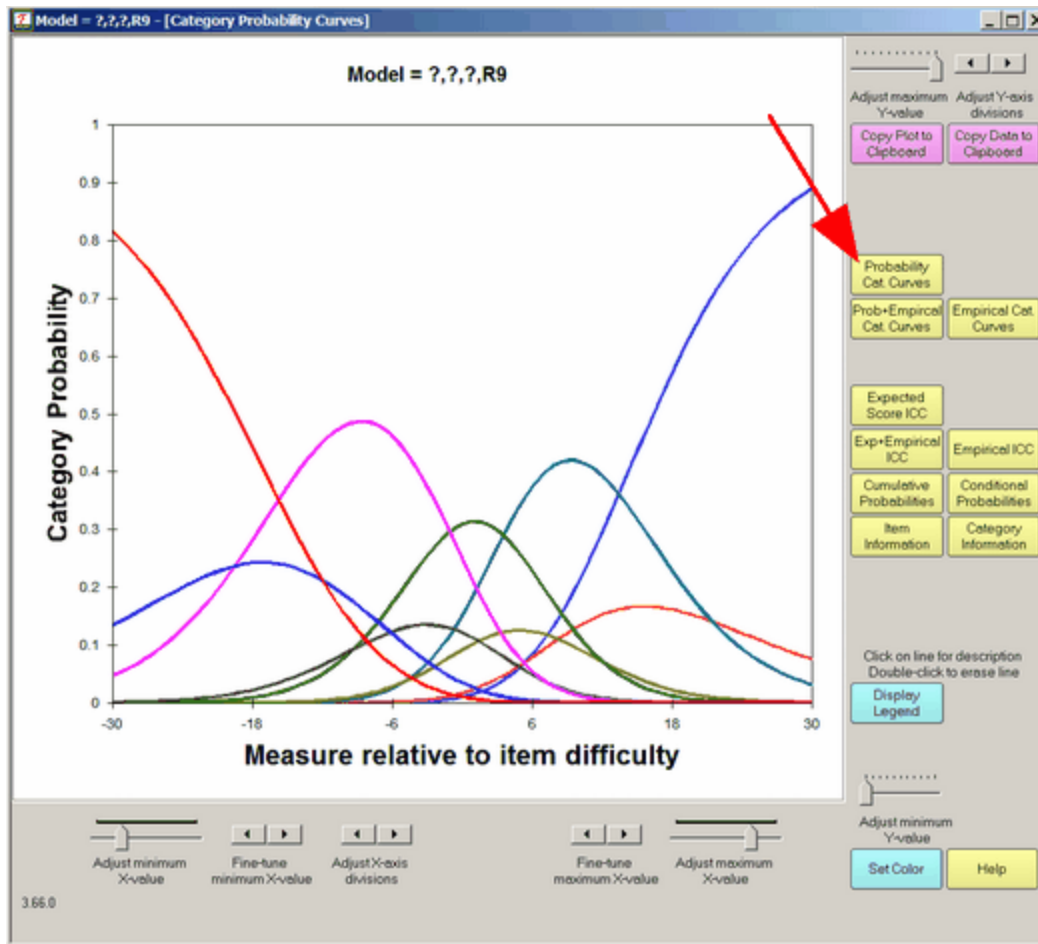 Model = ?,?,?,R9 - [Category Probability Curves]
Model = ?,?,?,R9
Adjust maximum
Y-value
Adjust Y-axis
divisions
Copy Plot to
Clipboard
Copy Data to
Clipboard
1
0.9
0.8
0.7
0.6
0.5
0.4
0.3
0.2
0.1
0
Category Probability
-30
-18
-6
6
18
30
Measure relative to item difficulty
Probability
Cat. Curves
Prob+Empircal
Cat. Curves
Empirical Cat.
Curves
Expected
Score ICC
Exp+Empirical
ICC
Empirical ICC
Cumulative
Probabilities
Conditional
Probabilities
Item
Information
Category
Information
Click on line for description
Double-click to erase line
Display
Legend
Adjust minimum
Y-value
Set Color
Help
Adjust minimum
X-value
Fine-tune
minimum X-value
Adjust X-axis
divisions
Fine-tune
maximum X-value
Adjust maximum
X-value
3.66.0